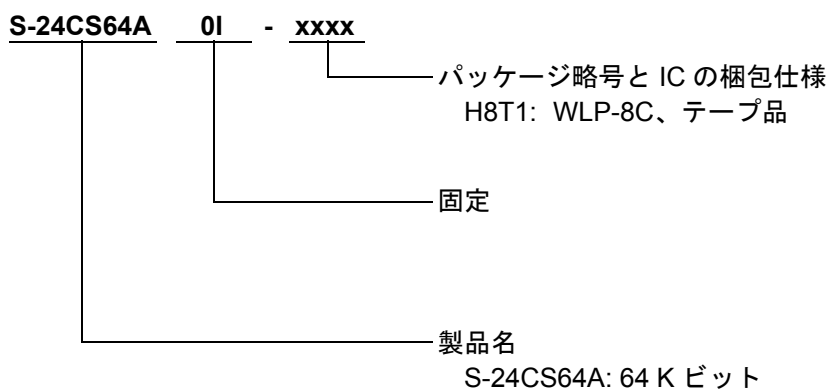 S-24CS64A 0I - xxxx
パッケージ略号と IC の梱包仕様
H8T1: WLP-8C、テープ品
固定
製品名
S-24CS64A: 64 K ビット